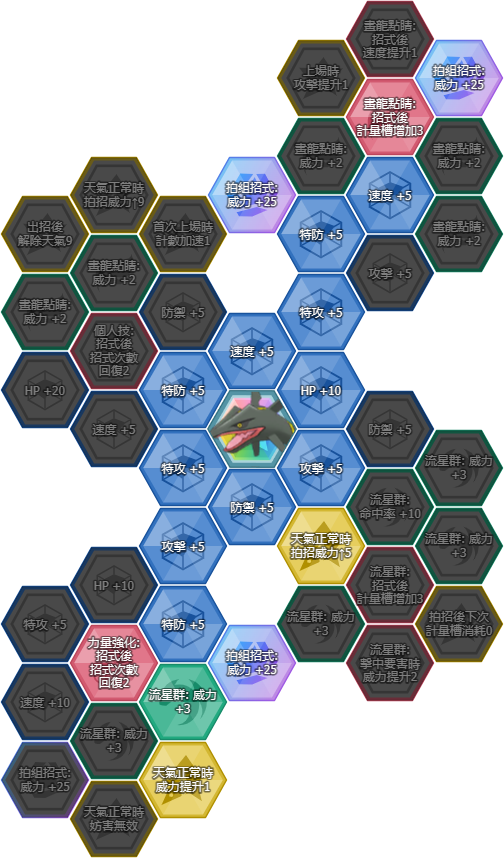 畫龍點睛:
招式後
速度提升1
上場時
攻擊提升1
拍組招式:
威力 +25
畫龍點睛:
招式後
計量槽增加3
畫龍點睛:
威力 +2
畫龍點睛:
威力 +2
天氣正常時
拍招威力↑9
拍組招式:
威力 +25
速度 +5
出招後
解除天氣9
首次上場時
計數加速1
特防 +5
畫龍點睛:
威力 +2
畫龍點睛:
威力 +2
攻擊 +5
畫龍點睛:
威力 +2
防禦 +5
特攻 +5
個人技:
招式後
招式次數
回復2
速度 +5
HP +20
特防 +5
HP +10
速度 +5
防禦 +5
特攻 +5
攻擊 +5
流星群: 威力
+3
防禦 +5
流星群:
命中率 +10
攻擊 +5
天氣正常時
拍招威力↑5
流星群: 威力
+3
HP +10
流星群:
招式後
計量槽增加3
特攻 +5
特防 +5
流星群: 威力
+3
拍招後下次
計量槽消耗0
力量強化:
招式後
招式次數
回復2
拍組招式:
威力 +25
流星群:
擊中要害時
威力提升2
速度 +10
流星群: 威力
+3
流星群: 威力
+3
拍組招式:
威力 +25
天氣正常時
威力提升1
天氣正常時
妨害無效